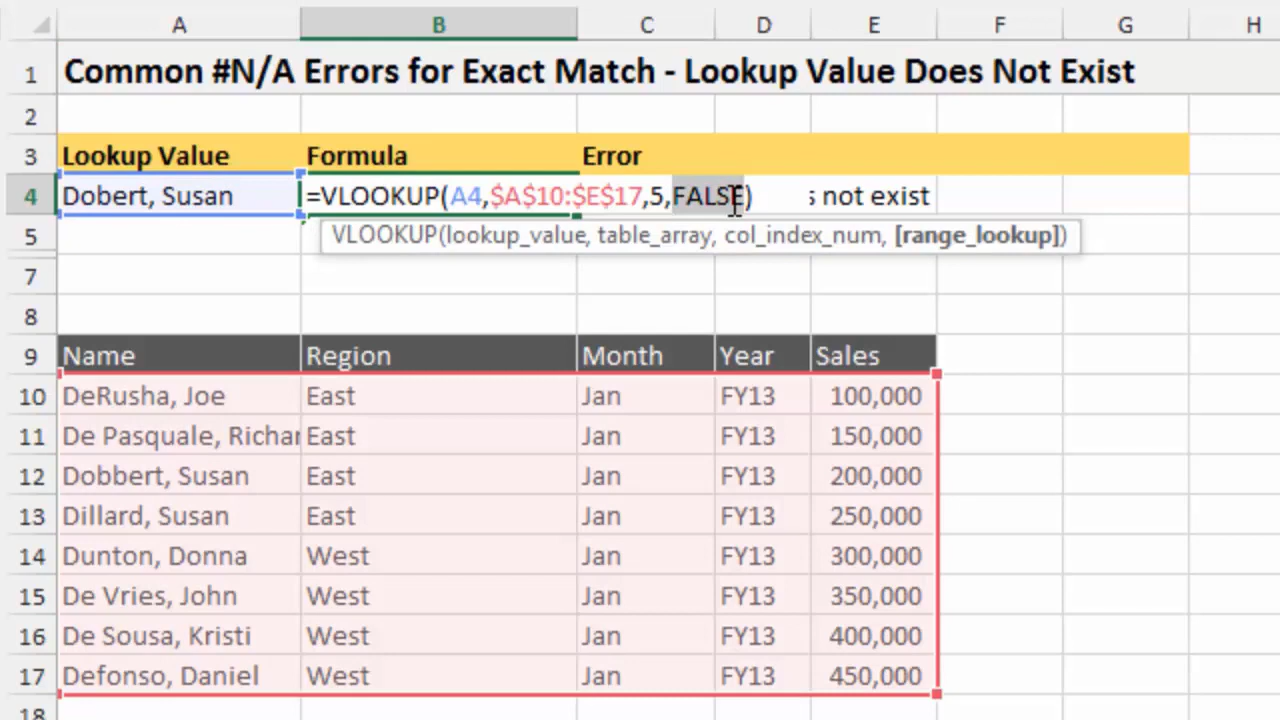 A B C D E F G H
1 Common #N/A Errors for Exact Match - Lookup Value Does Not Exist
2
3 Lookup Value Formula Error
4 Dobert, Susan =VLOOKUP(A4,$A$10:$E$17,5,FALSE) s not exist
5 VLOOKUP(lookup_value, table_array, col_index_num, [range_lookup])
7
8
9 Name Region Month Year Sales
10 DeRusha, Joe East Jan FY13 100,000
11 De Pasquale, Richar East Jan FY13 150,000
12 Dobbert, Susan East Jan FY13 200,000
13 Dillard, Susan East Jan FY13 250,000
14 Dunton, Donna West Jan FY13 300,000
15 De Vries, John West Jan FY13 350,000
16 De Sousa, Kristi West Jan FY13 400,000
17 Defonso, Daniel West Jan FY13 450,000
18